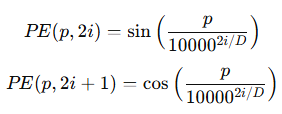 PE(p, 2i) = sin ( p / 10000^{2i/D} )
PE(p, 2i + 1) = cos ( p / 10000^{2i/D} )